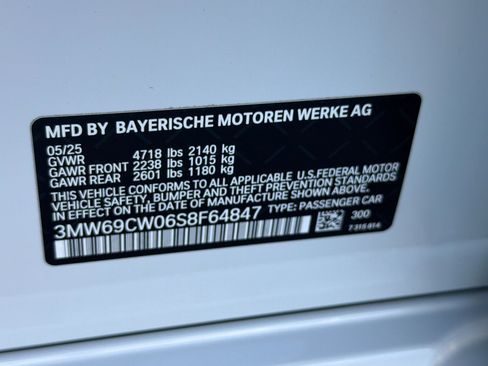 MFD BY BAYERISCHE MOTOREN WERKE AG
05/25
GVWR 4718 lbs 2140 kg
GAWR FRONT 2238 lbs 1015 kg
GAWR REAR 2601 lbs 1180 kg
THIS VEHICLE CONFORMS TO ALL APPLICABLE U.S.FEDERAL MOTOR
VEHICLE SAFETY, BUMPER AND THEFT PREVENTION STANDARDS
IN EFFECT ON THE DATE OF MANUFACTURE SHOWN ABOVE.
3MW69CW06S8F64847 TYPE: PASSENGER CAR
300